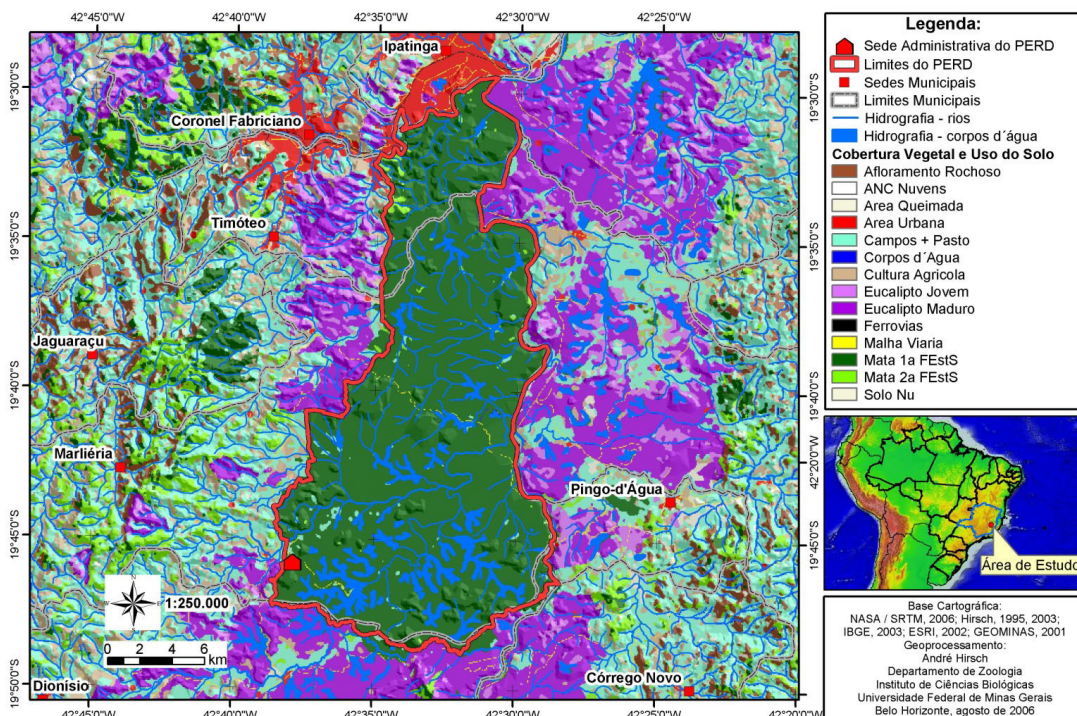 42°45'0"W
42°40'0"W
42°35'0"W
42°30'0"W
42°25'0"W
19°30'0"S
19°35'0"S
19°40'0"S
19°45'0"S
19°50'0"S
Ipatinga
Coronel Fabriciano
Timóteo
Jaguaraçu
Marliéria
Pingo-d'Água
Dionísio
Córrego Novo
N
W
E
S
1:250.000
0 2 4 6
km
19°30'0"S
19°35'0"S
19°40'0"S
19°45'0"S
42°45'0"W
42°40'0"W
42°35'0"W
42°30'0"W
42°25'0"W
42°20'0"W
42°20'0"W
Legenda:
Sede Administrativa do PERD
Limites do PERD
Sedes Municipais
Limites Municipais
Hidrografia - rios
Hidrografia - corpos d´água
Cobertura Vegetal e Uso do Solo
Afloramento Rochoso
ANC Nuvens
Area Queimada
Area Urbana
Campos + Pasto
Corpos d´Agua
Cultura Agricola
Eucalipto Jovem
Eucalipto Maduro
Ferrovias
Malha Viaria
Mata 1a FEstS
Mata 2a FEstS
Solo Nu
Área de Estudo
Base Cartográfica:
NASA / SRTM, 2006; Hirsch, 1995, 2003;
IBGE, 2003; ESRI, 2002; GEOMINAS, 2001
Geoprocessamento:
André Hirsch
Departamento de Zoologia
Instituto de Ciências Biológicas
Universidade Federal de Minas Gerais
Belo Horizonte, agosto de 2006